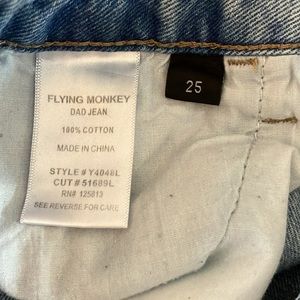 FLYING MONKEY
DAD JEAN
100% COTTON
MADE IN CHINA
STYLE # Y4048L
CUT # 51689L
RN# 125813
SEE REVERSE FOR CARE
25